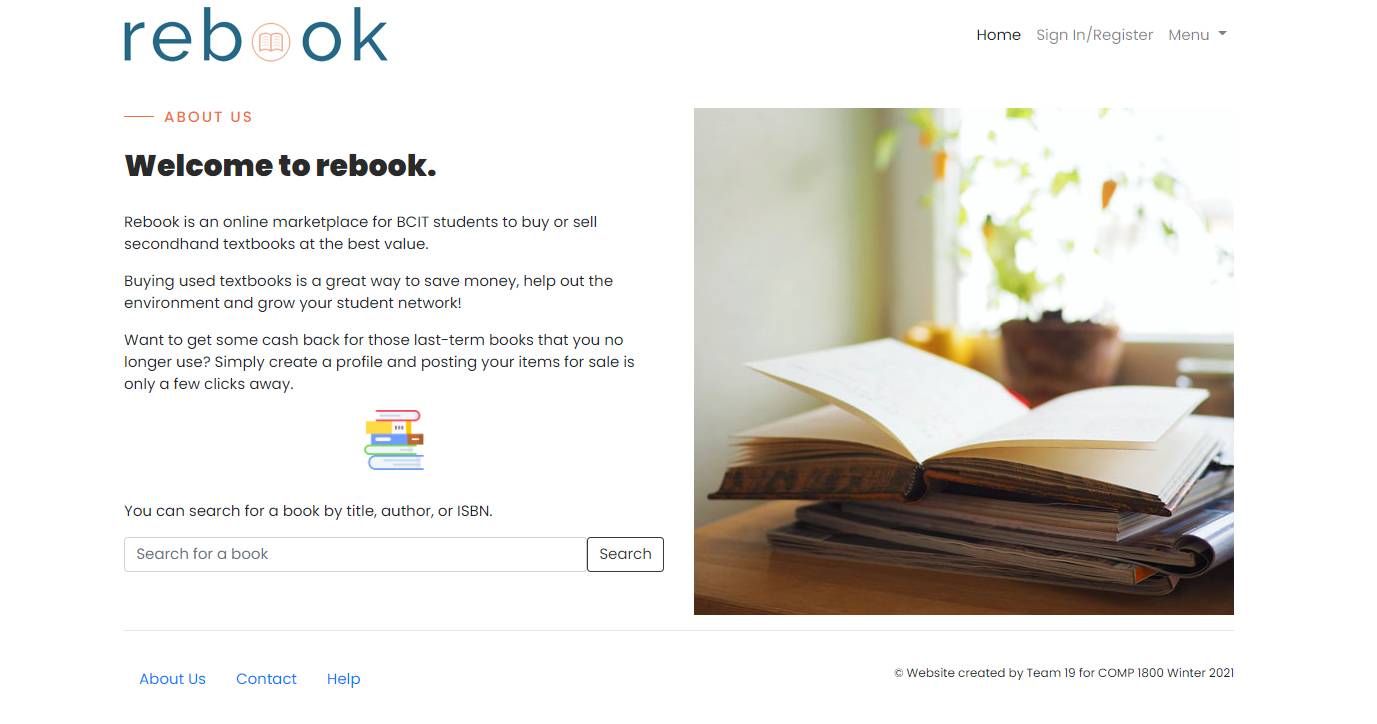 rebook
Home Sign In/Register Menu
ABOUT US
Welcome to rebook.
Rebook is an online marketplace for BCIT students to buy or sell
secondhand textbooks at the best value.
Buying used textbooks is a great way to save money, help out the
environment and grow your student network!
Want to get some cash back for those last-term books that you no
longer use? Simply create a profile and posting your items for sale is
only a few clicks away.
You can search for a book by title, author, or ISBN.
Search for a book Search
About Us Contact Help
© Website created by Team 19 for COMP 1800 Winter 2021